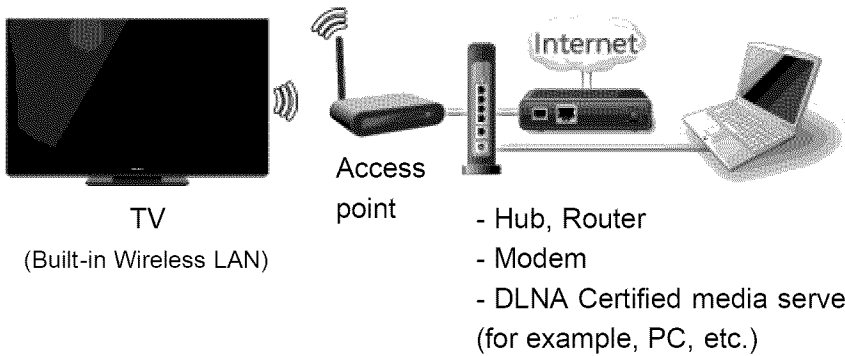 Internet
Access
point
TV
(Built-in Wireless LAN)
- Hub, Router
- Modem
- DLNA Certified media serve
(for example, PC, etc.)